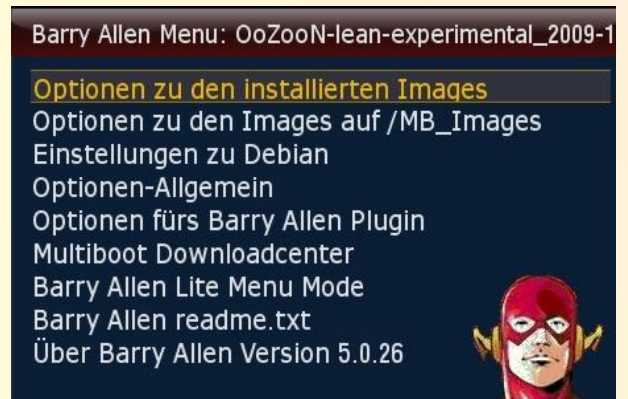 Barry Allen Menu: OoZooN-lean-experimental_2009-1
Optionen zu den installierten Images
Optionen zu den Images auf /MB_Images
Einstellungen zu Debian
Optionen-Allgemein
Optionen fürs Barry Allen Plugin
Multiboot Downloadcenter
Barry Allen Lite Menu Mode
Barry Allen readme.txt
Über Barry Allen Version 5.0.26